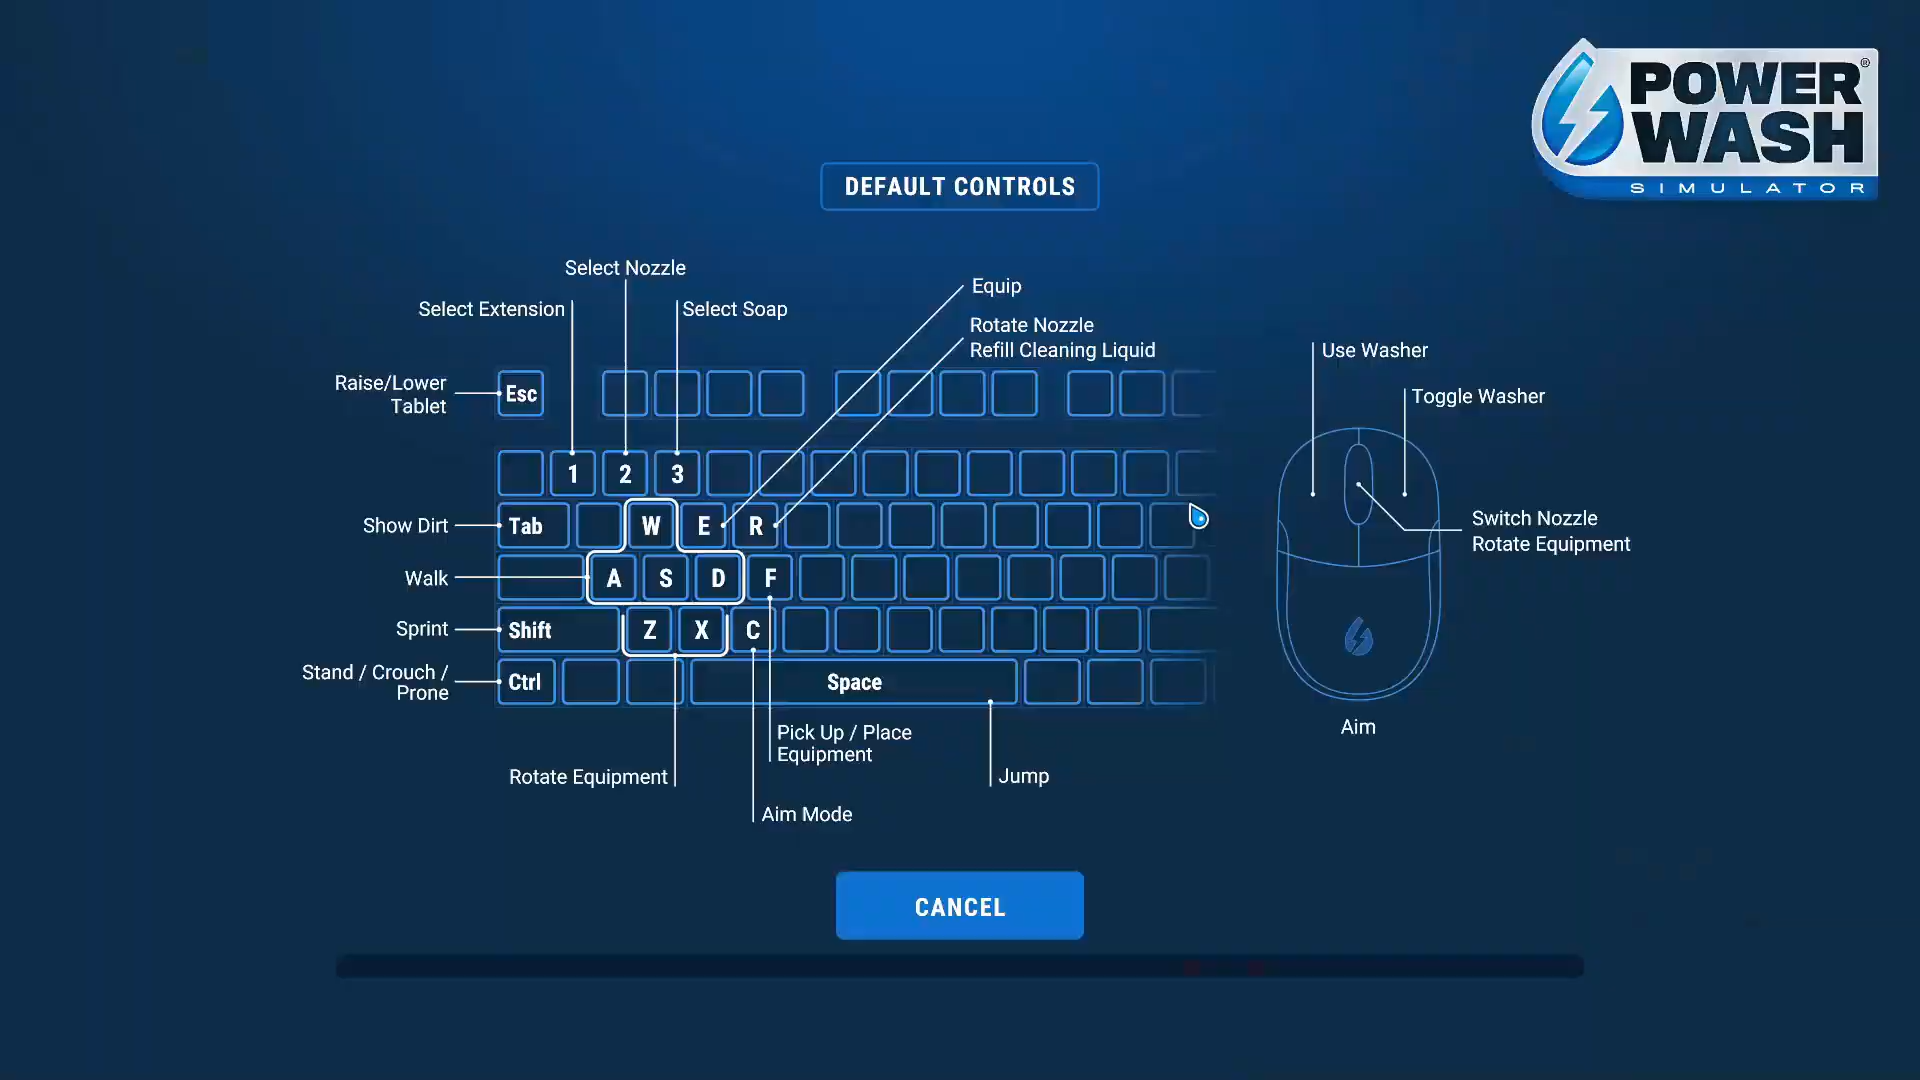 POWER®
WASH
SIMULATOR
DEFAULT CONTROLS
Select Nozzle
Select Extension
Select Soap
Equip
Rotate Nozzle
Refill Cleaning Liquid
Use Washer
Toggle Washer
Raise/Lower
Tablet
Esc
1 2 3
Show Dirt
Tab W E R
Switch Nozzle
Rotate Equipment
Walk
A S D F
Sprint
Shift Z X C
Stand / Crouch /
Prone
Ctrl Space
Aim
Pick Up / Place
Equipment
Rotate Equipment
Jump
Aim Mode
CANCEL